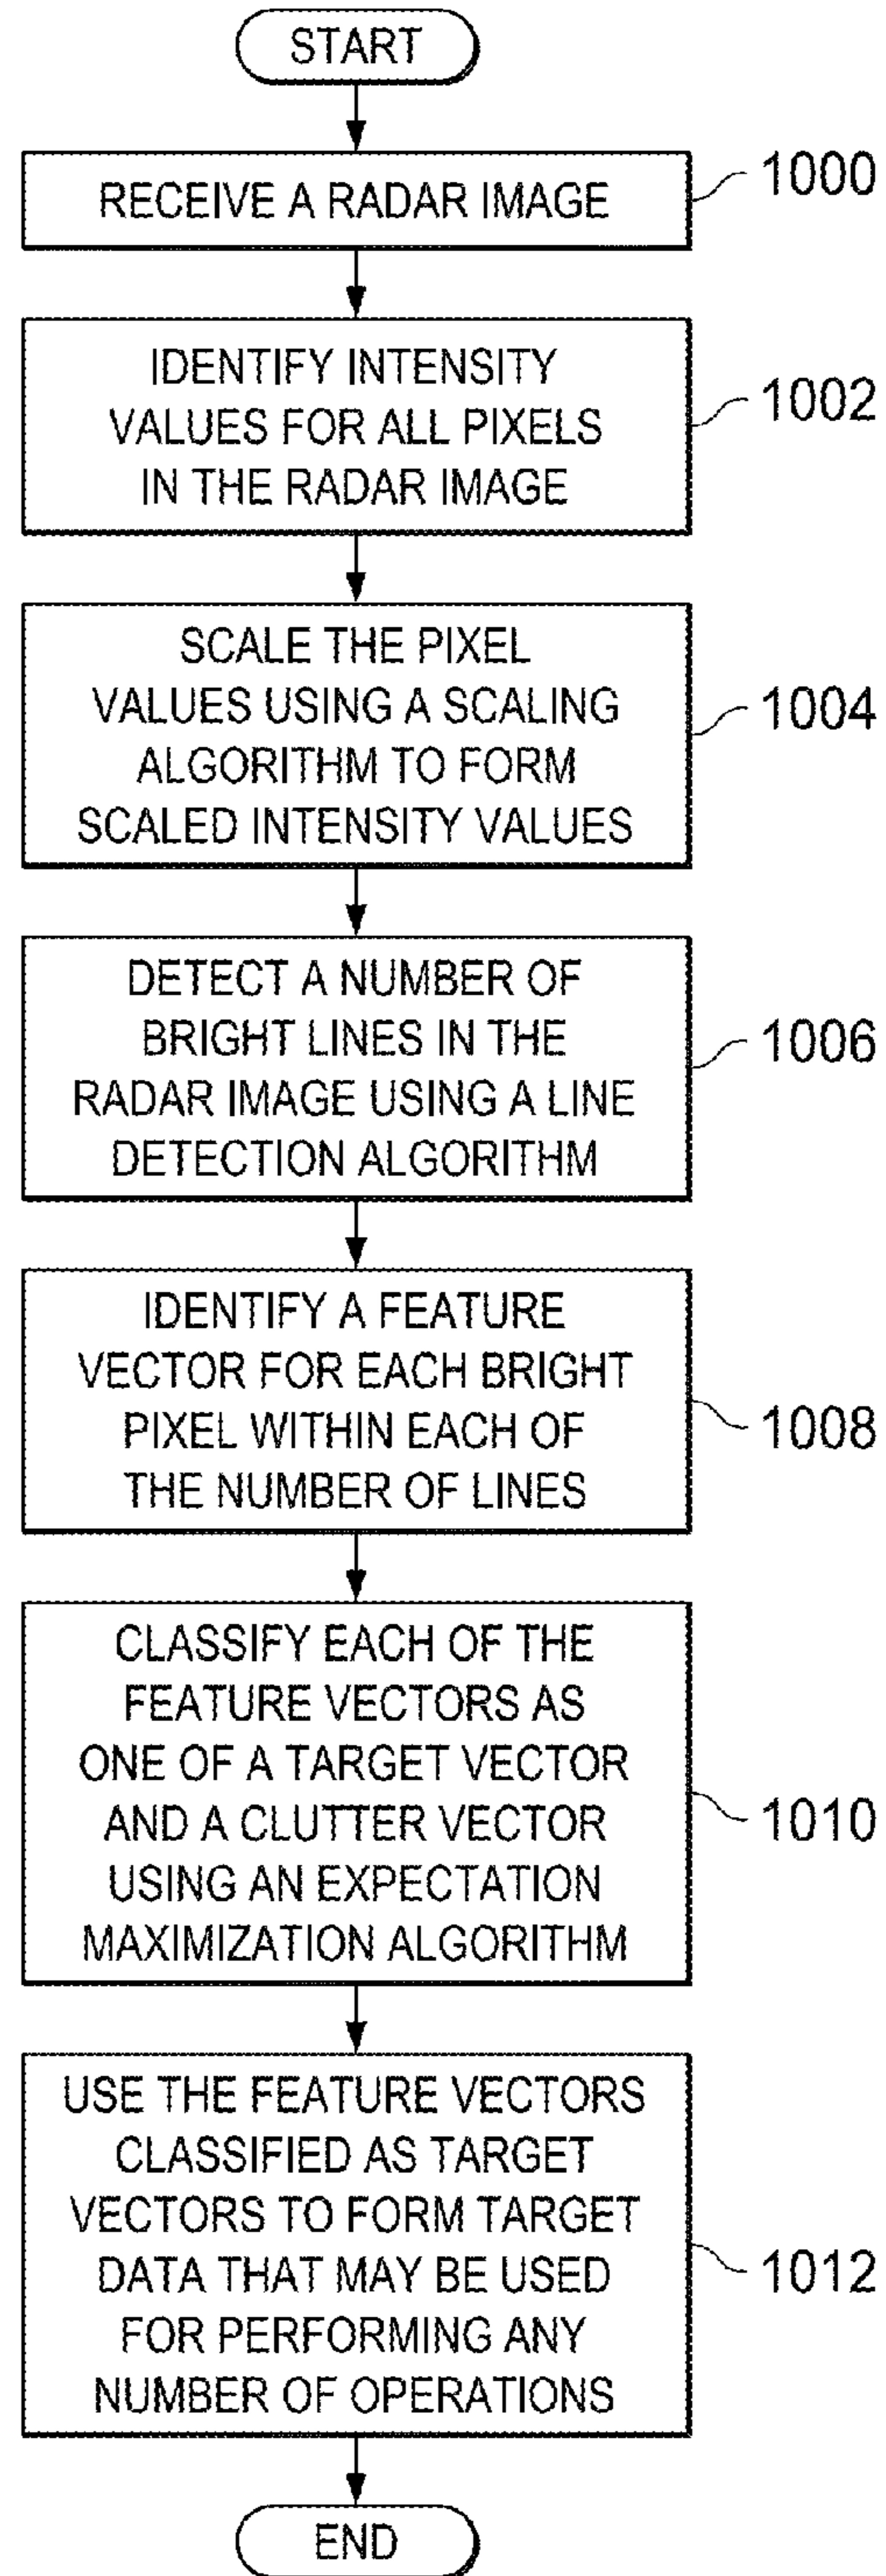 START
RECEIVE A RADAR IMAGE
1000
IDENTIFY INTENSITY
VALUES FOR ALL PIXELS
IN THE RADAR IMAGE
1002
SCALE THE PIXEL
VALUES USING A SCALING
ALGORITHM TO FORM
SCALED INTENSITY VALUES
1004
DETECT A NUMBER OF
BRIGHT LINES IN THE
RADAR IMAGE USING A LINE
DETECTION ALGORITHM
1006
IDENTIFY A FEATURE
VECTOR FOR EACH BRIGHT
PIXEL WITHIN EACH OF
THE NUMBER OF LINES
1008
CLASSIFY EACH OF THE
FEATURE VECTORS AS
ONE OF A TARGET VECTOR
AND A CLUTTER VECTOR
USING AN EXPECTATION
MAXIMIZATION ALGORITHM
1010
USE THE FEATURE VECTORS
CLASSIFIED AS TARGET
VECTORS TO FORM TARGET
DATA THAT MAY BE USED
FOR PERFORMING ANY
NUMBER OF OPERATIONS
1012
END